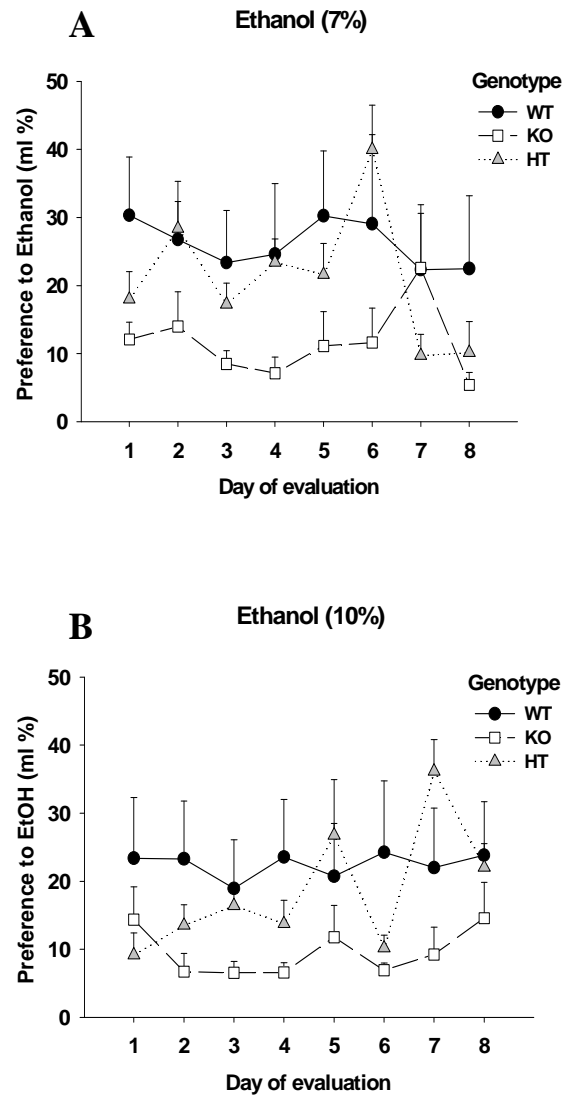 A
Ethanol (7%)
Preference to Ethanol (ml %)
50
40
30
20
10
0
Genotype
WT
KO
HT
1 2 3 4 5 6 7 8
Day of evaluation
B
Ethanol (10%)
Preference to EtOH (ml %)
50
40
30
20
10
0
Genotype
WT
KO
HT
1 2 3 4 5 6 7 8
Day of evaluation